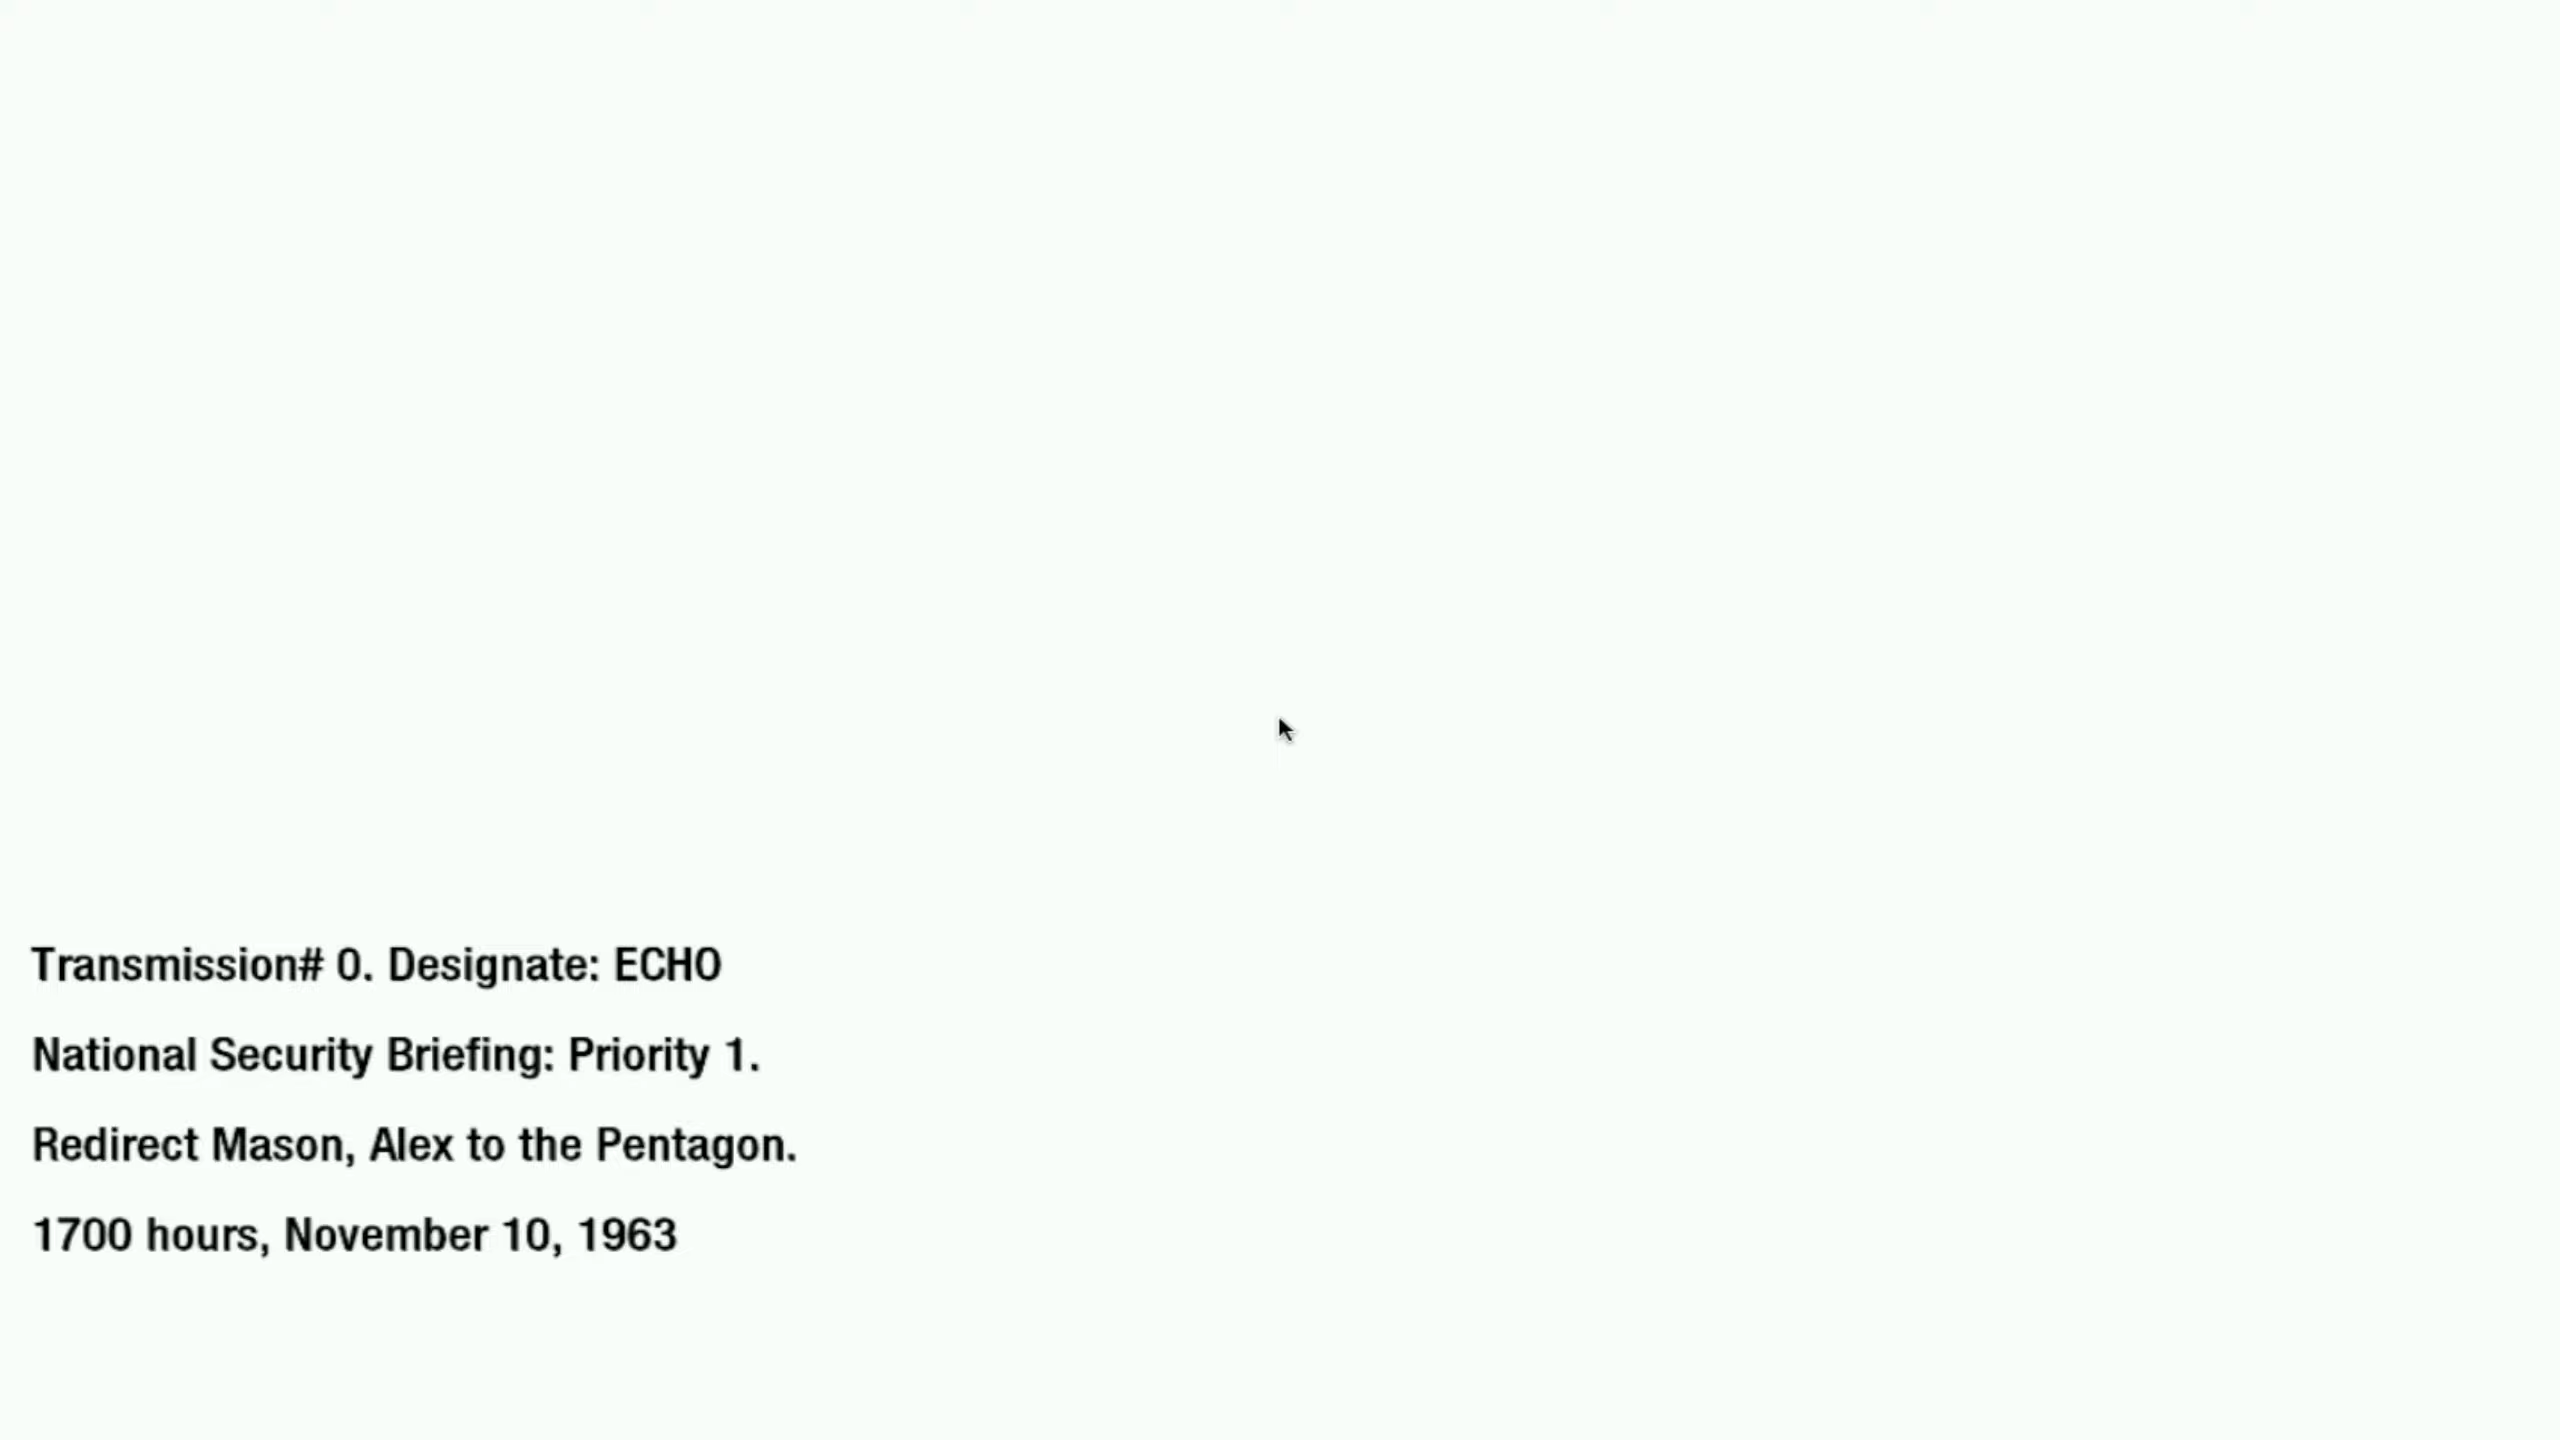 Transmission# 0. Designate: ECHO
National Security Briefing: Priority 1.
Redirect Mason, Alex to the Pentagon.
1700 hours, November 10, 1963